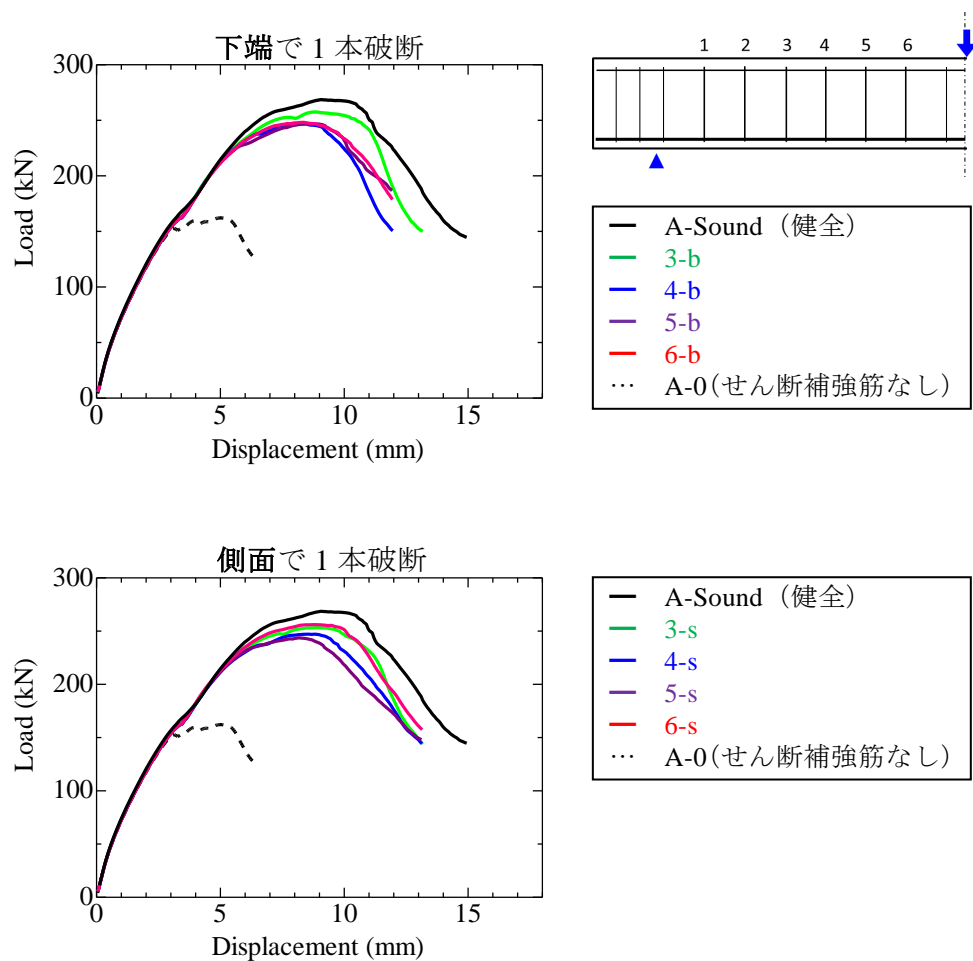 下端で 1 本破断
300
200
100
0
Load (kN)
0
5
10
15
Displacement (mm)
1 2 3 4 5 6
A-Sound（健全）
3-b
4-b
5-b
6-b
… A-0（せん断補強筋なし）
側面で 1 本破断
300
200
100
0
Load (kN)
0
5
10
15
Displacement (mm)
A-Sound（健全）
3-s
4-s
5-s
6-s
… A-0（せん断補強筋なし）